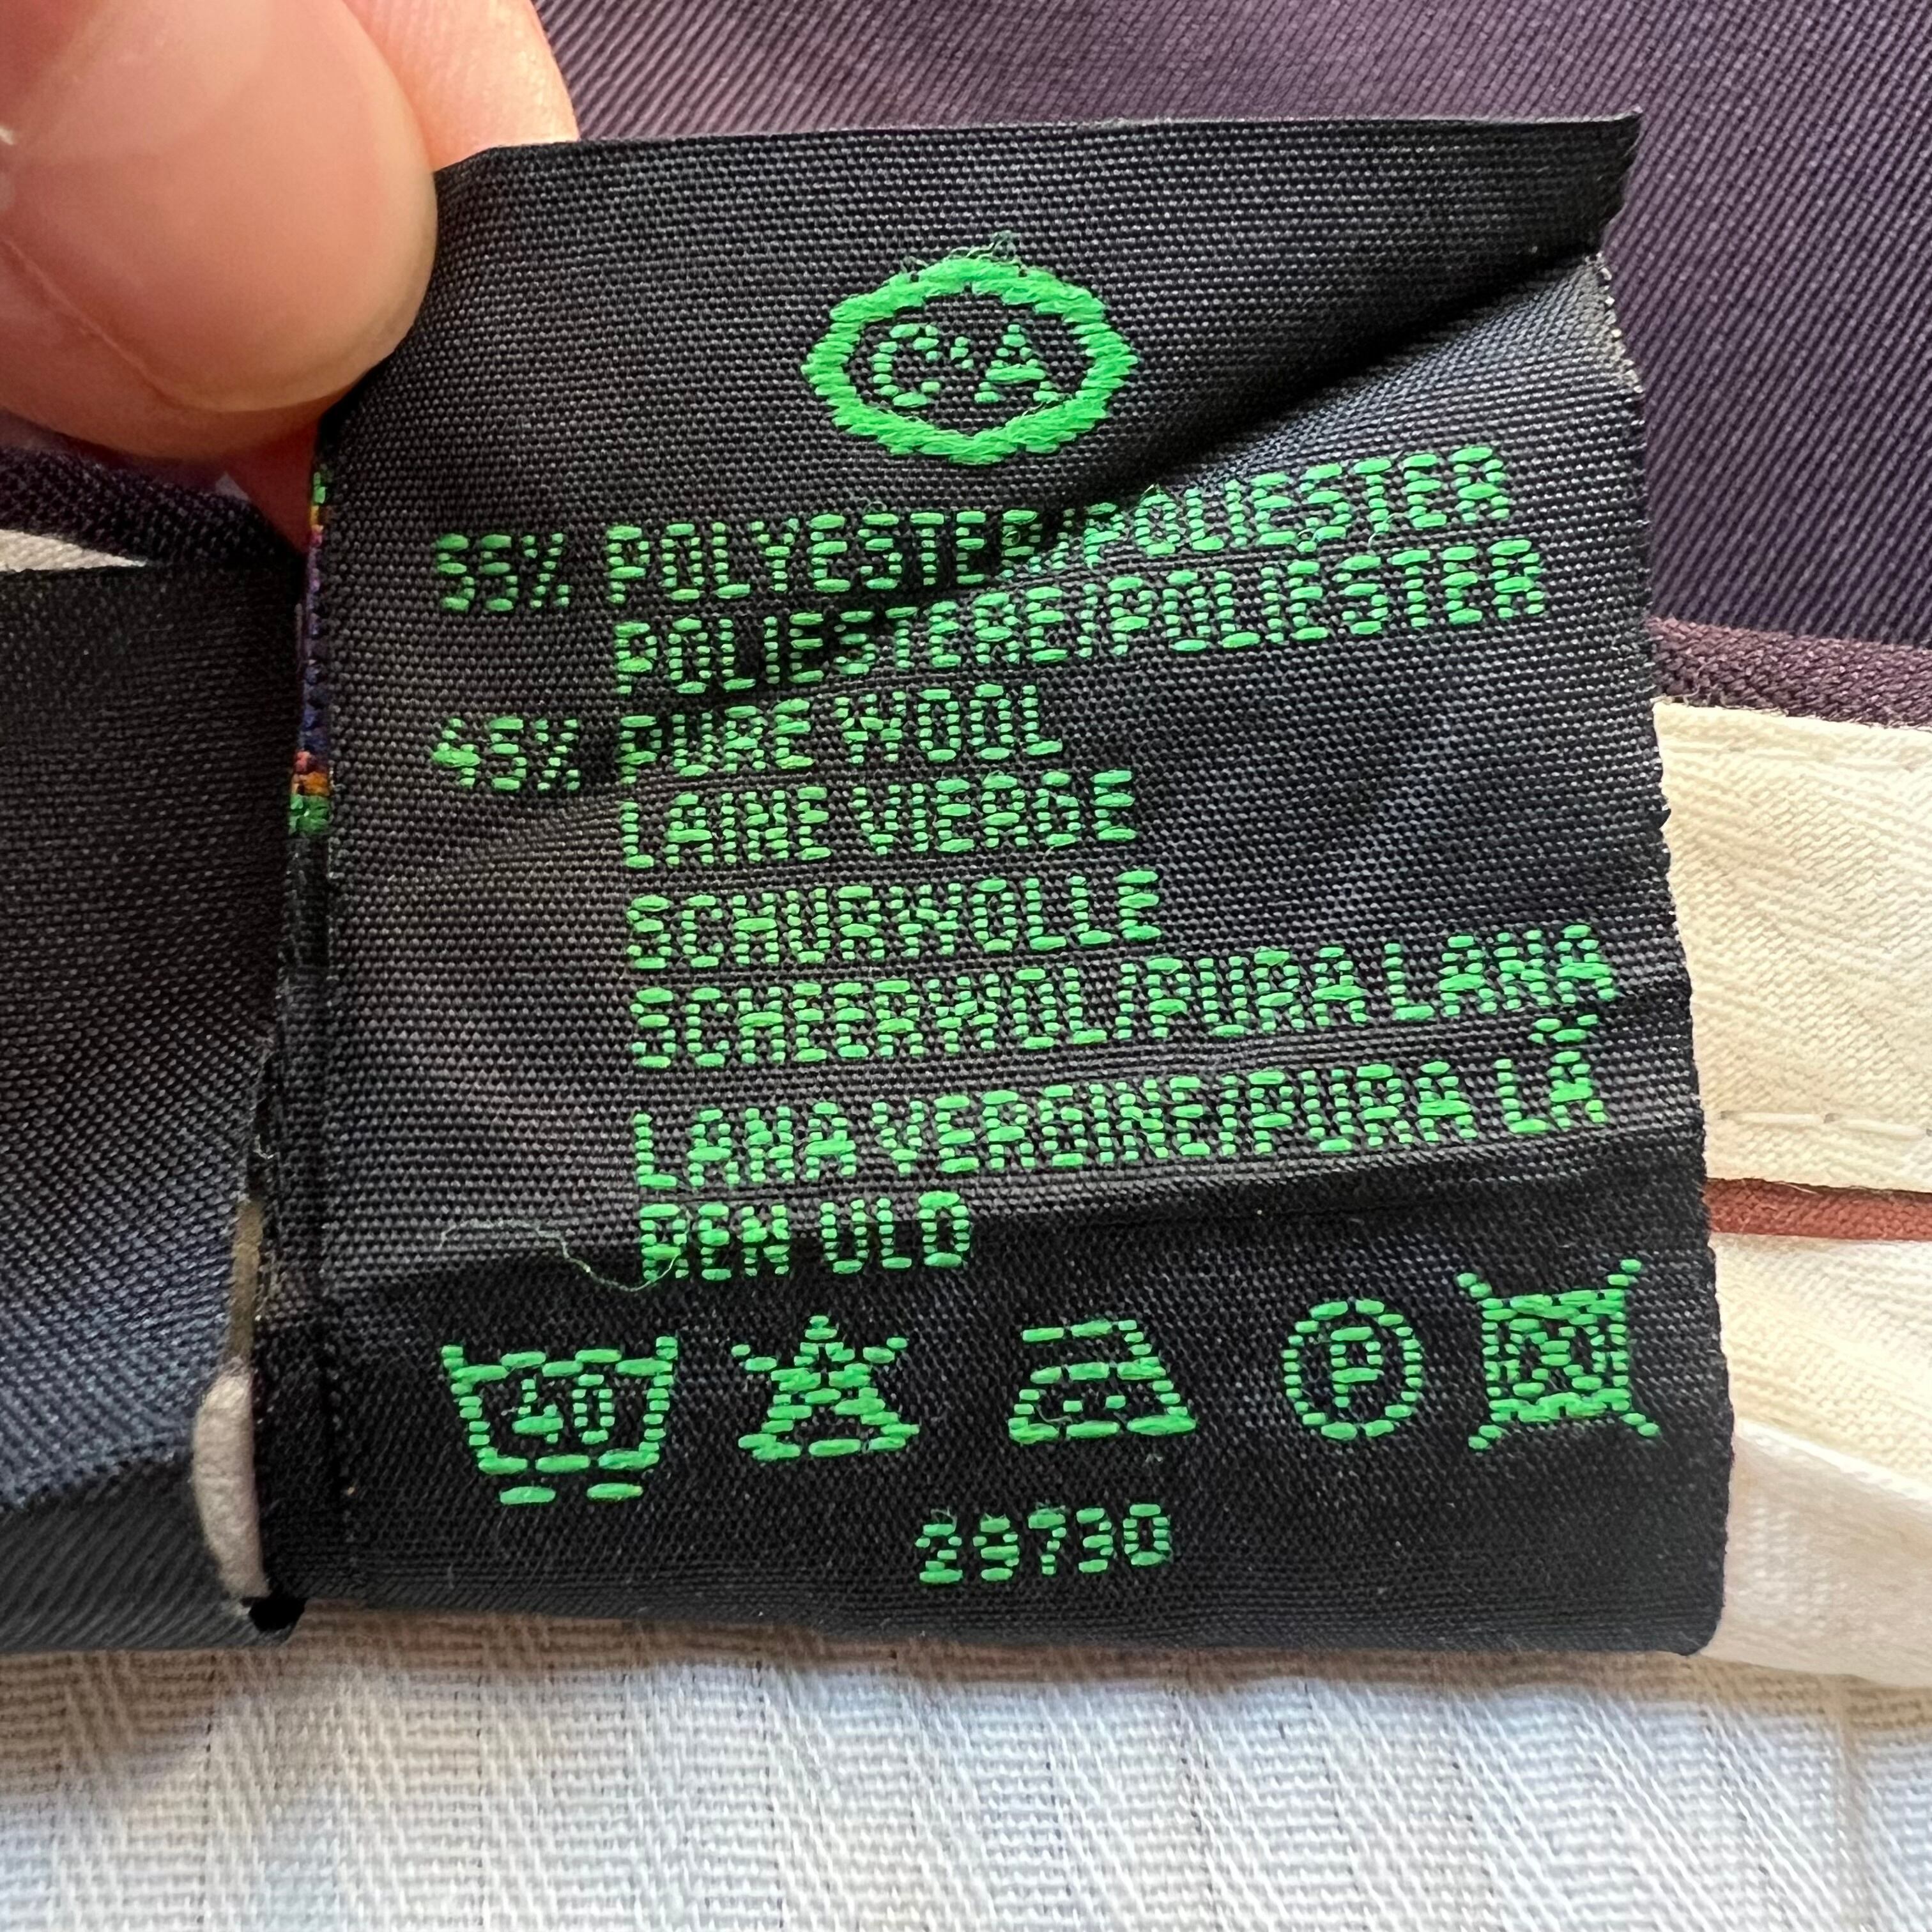 C&A
55% POLYESTER/POLIESTER
POLIESTERE/POLIESTER
45% PURE WOOL
LAINE VIERGE
SCHURWOLLE
SCHEERWOL/PURA LANA
LANA VERGINE/PURA LÃ
REN ULD
40 P
29730